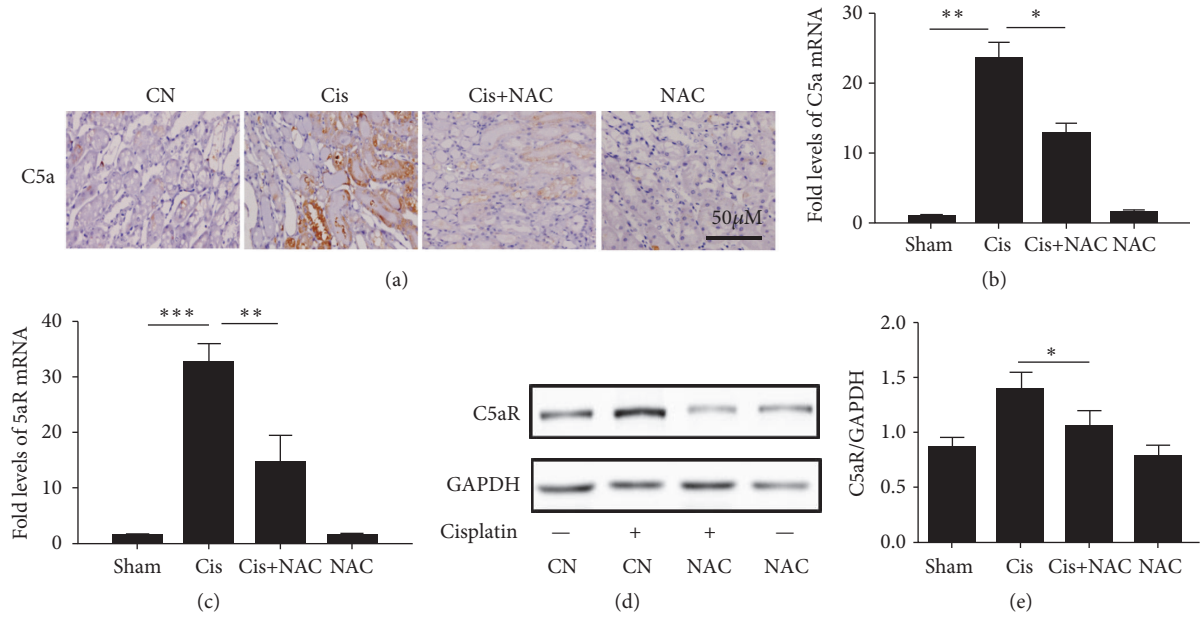 CN Cis Cis+NAC NAC
C5a
50μM
(a)
Fold levels of C5a mRNA
30
20
10
0
** *
Sham Cis Cis+NAC NAC
(b)
Fold levels of 5aR mRNA
40
30
20
10
0
*** **
Sham Cis Cis+NAC NAC
(c)
C5aR
GAPDH
Cisplatin — + + —
CN CN NAC NAC
(d)
C5aR/GAPDH
2.0
1.5
1.0
0.5
0.0
*
Sham Cis Cis+NAC NAC
(e)